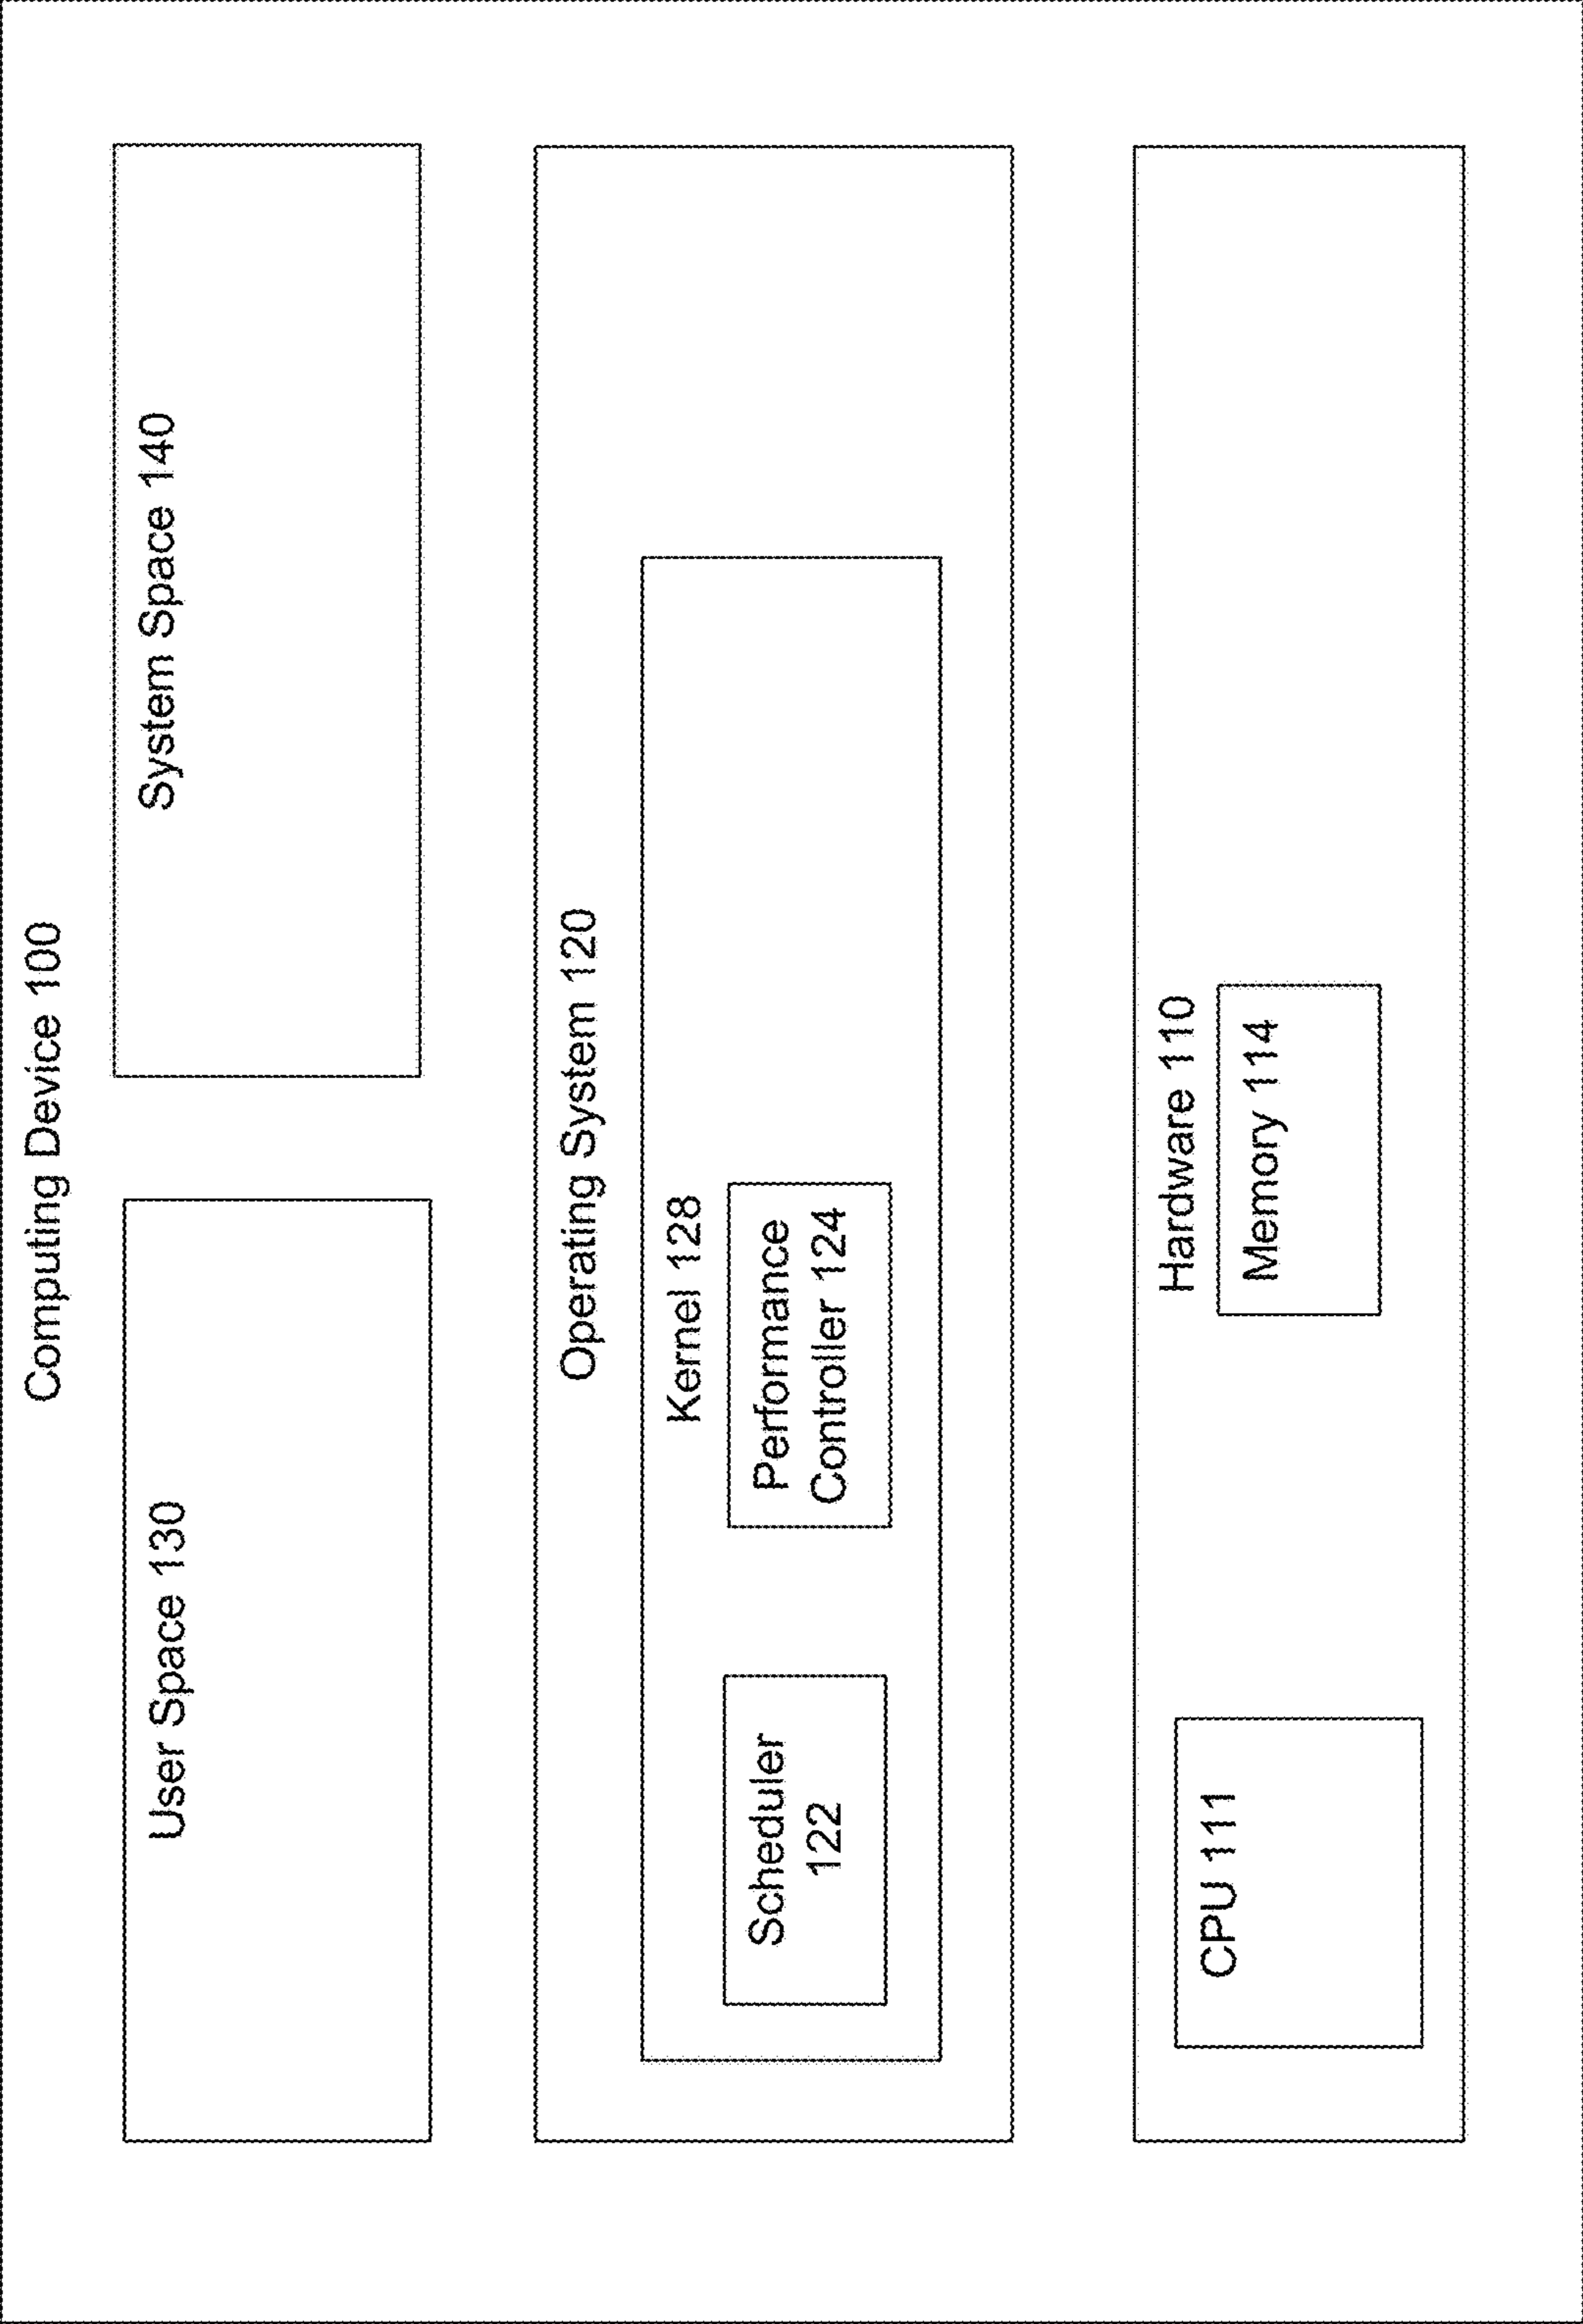 Computing Device 100
User Space 130
System Space 140
Operating System 120
Kernel 128
Scheduler
122
Performance
Controller 124
Hardware 110
CPU 111
Memory 114